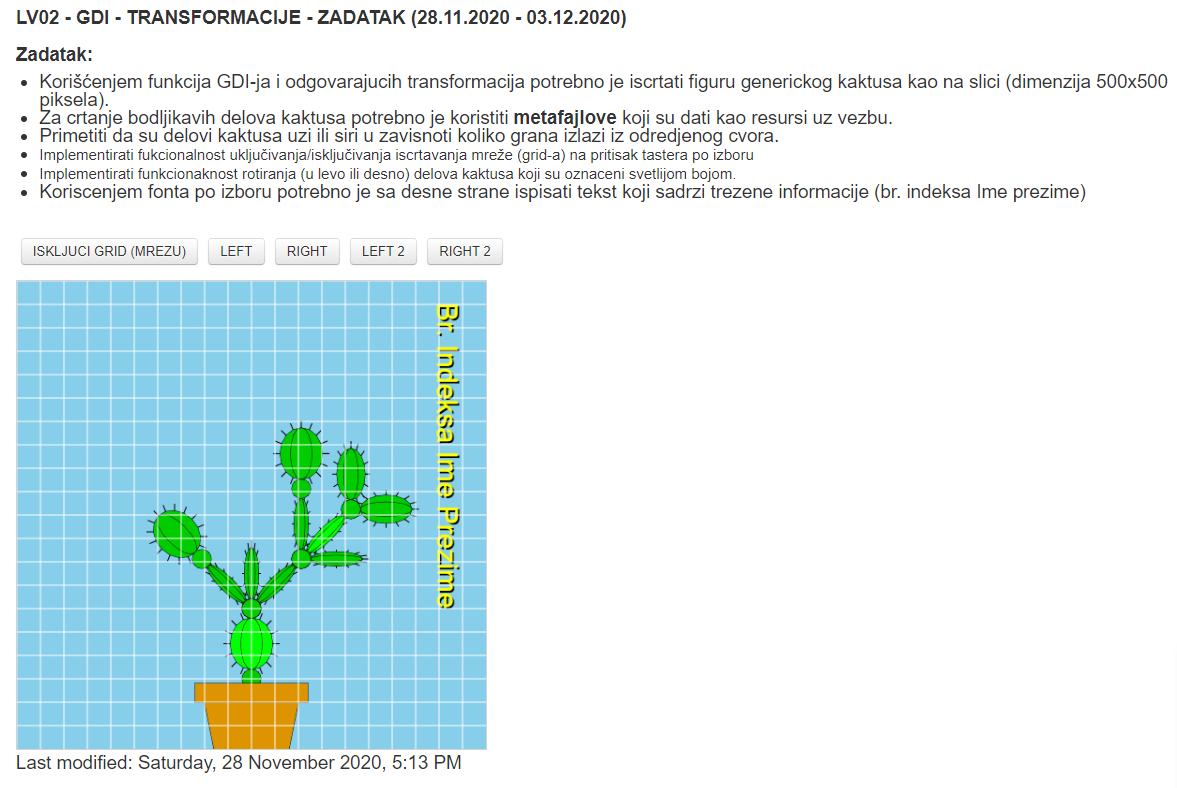 LV02 - GDI - TRANSFORMACIJE - ZADATAK (28.11.2020 - 03.12.2020)
Zadatak:
• Korišćenjem funkcija GDI-ja i odgovarajucih transformacija potrebno je iscrtati figuru generickog kaktusa kao na slici (dimenzija 500x500
piksela).
• Za crtanje bodljikavih delova kaktusa potrebno je koristiti metafajlove koji su dati kao resursi uz vezbu.
• Primetiti da su delovi kaktusa uzi ili siri u zavisnoti koliko grana izlazi iz odredjenog cvora.
• Implementirati fukcionalnost uključivanja/isključivanja iscrtavanja mreže (grid-a) na pritisak tastera po izboru
• Implementirati funkcionaknost rotiranja (u levo ili desno) delova kaktusa koji su oznaceni svetlijom bojom.
• Koriscenjem fonta po izboru potrebno je sa desne strane ispisati tekst koji sadrzi trezene informacije (br. indeksa Ime prezime)
ISKLJUCI GRID (MREZU) LEFT RIGHT LEFT 2 RIGHT 2
Br. Indeksa Ime Prezime
Last modified: Saturday, 28 November 2020, 5:13 PM